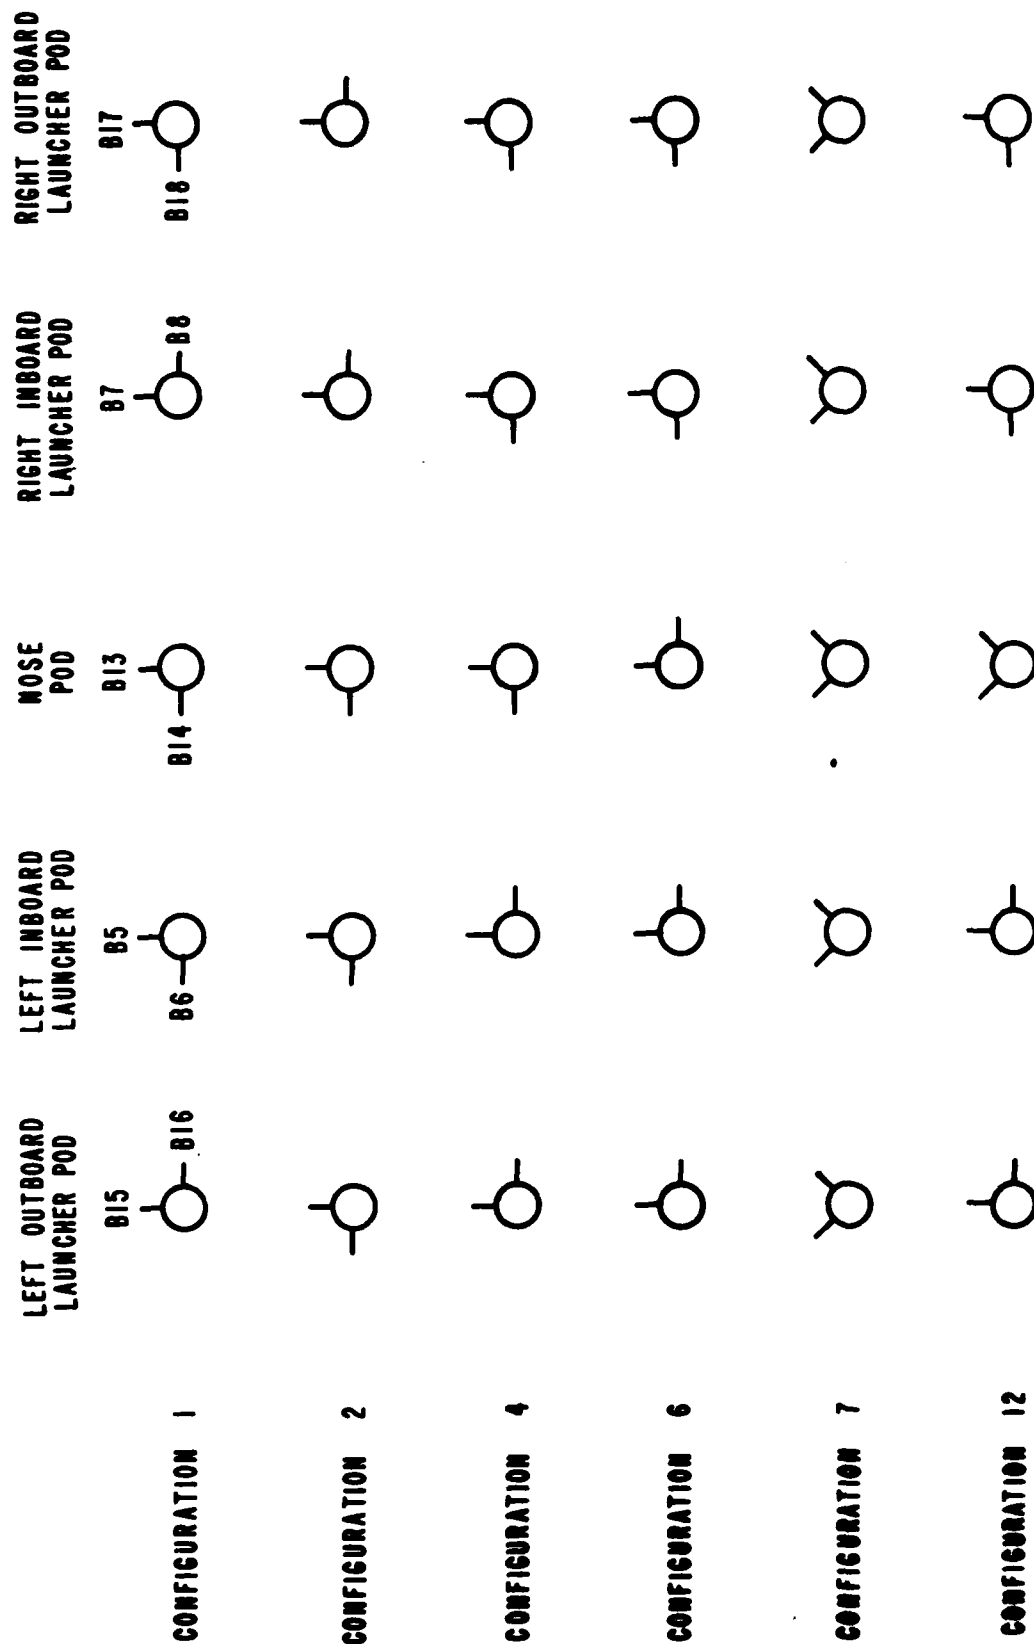 LEFT OUTBOARD
LAUNCHER POD
LEFT INBOARD
LAUNCHER POD
NOSE
POD
RIGHT INBOARD
LAUNCHER POD
RIGHT OUTBOARD
LAUNCHER POD
B15
B5
B13
B7
B17
CONFIGURATION 1
B16
B6
B14
B8
B18
CONFIGURATION 2
CONFIGURATION 4
CONFIGURATION 6
CONFIGURATION 7
CONFIGURATION 12